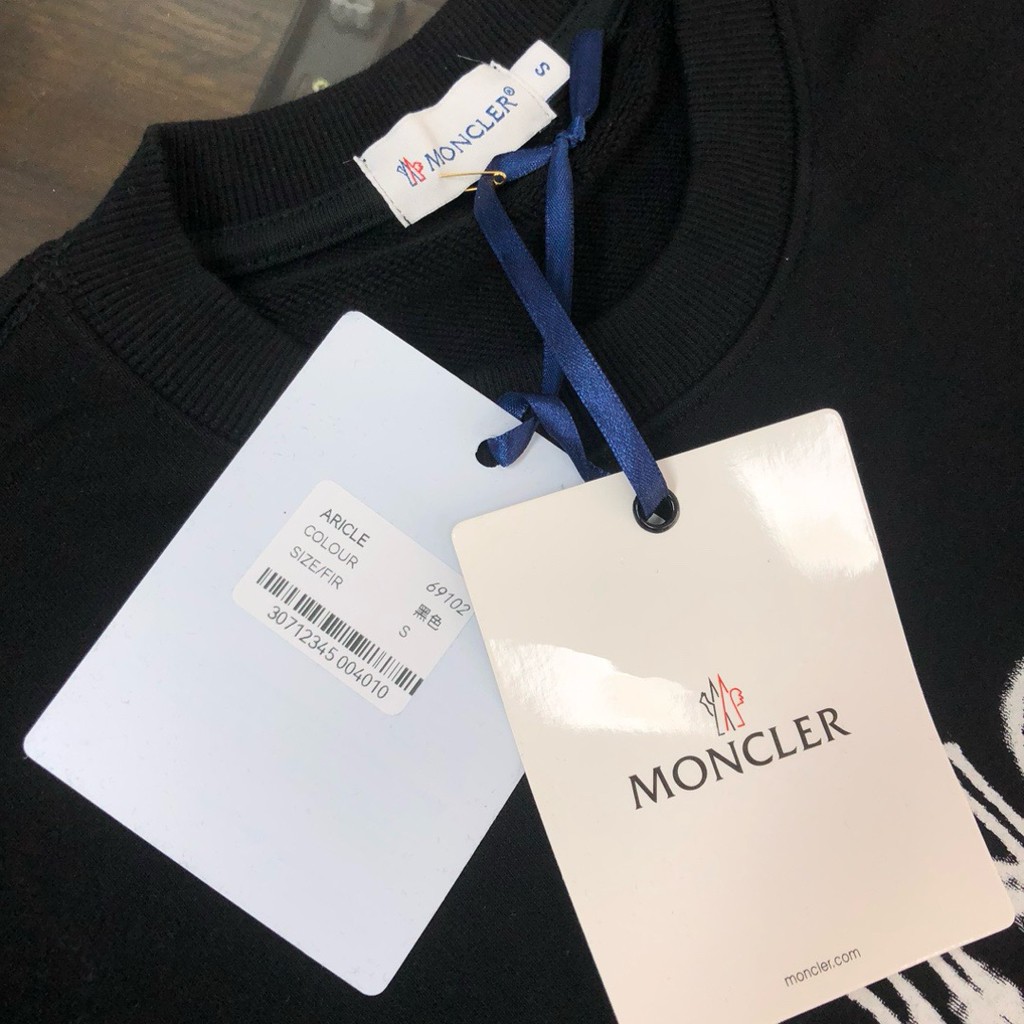 S
MONCLER®
ARICLE 69102
COLOUR 黑色
SIZE/FIR S
30712345 004010
MONCLER
moncler.com